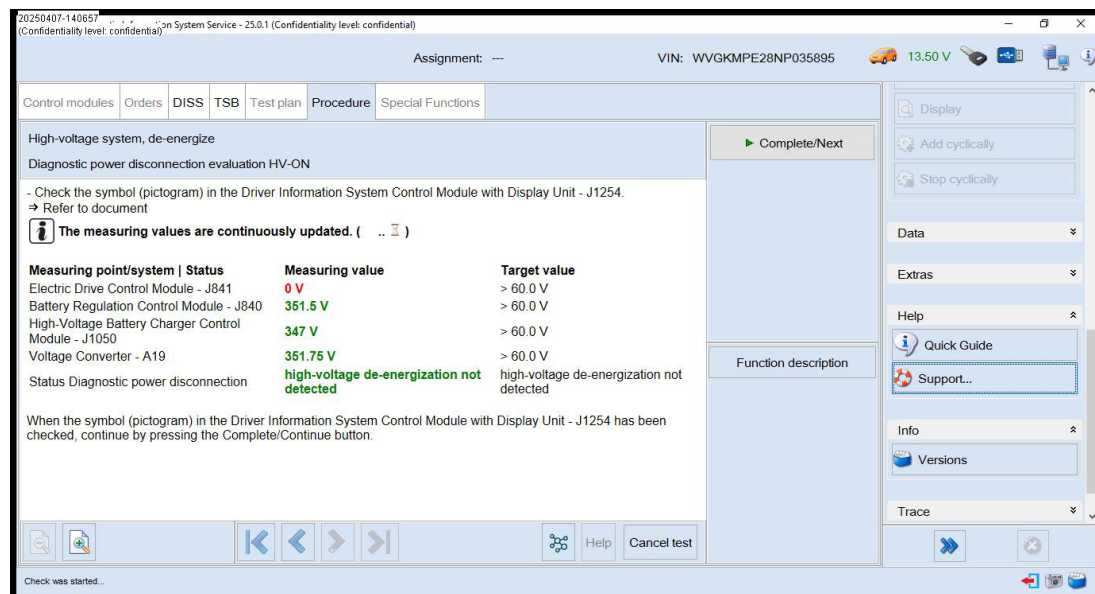 20250407-140657
(Confidentiality level: confidential)
on System Service - 25.0.1 (Confidentiality level: confidential)
Assignment: ---
VIN: WVGKMPE28NP035895
13.50 V
Control modules
Orders
DISS
TSB
Test plan
Procedure
Special Functions
High-voltage system, de-energize
Diagnostic power disconnection evaluation HV-ON
- Check the symbol (pictogram) in the Driver Information System Control Module with Display Unit - J1254.
➔ Refer to document
The measuring values are continuously updated. ( .. ⌛ )
Measuring point/system | Status Measuring value Target value
Electric Drive Control Module - J841 0 V > 60.0 V
Battery Regulation Control Module - J840 351.5 V > 60.0 V
High-Voltage Battery Charger Control
Module - J1050 347 V > 60.0 V
Voltage Converter - A19 351.75 V > 60.0 V
Status Diagnostic power disconnection
high-voltage de-energization not
detected
high-voltage de-energization not
detected
When the symbol (pictogram) in the Driver Information System Control Module with Display Unit - J1254 has been
checked, continue by pressing the Complete/Continue button.
Help
Cancel test
Complete/Next
Function description
Display
Add cyclically
Stop cyclically
Data
Extras
Help
Quick Guide
Support...
Info
Versions
Trace
Check was started...